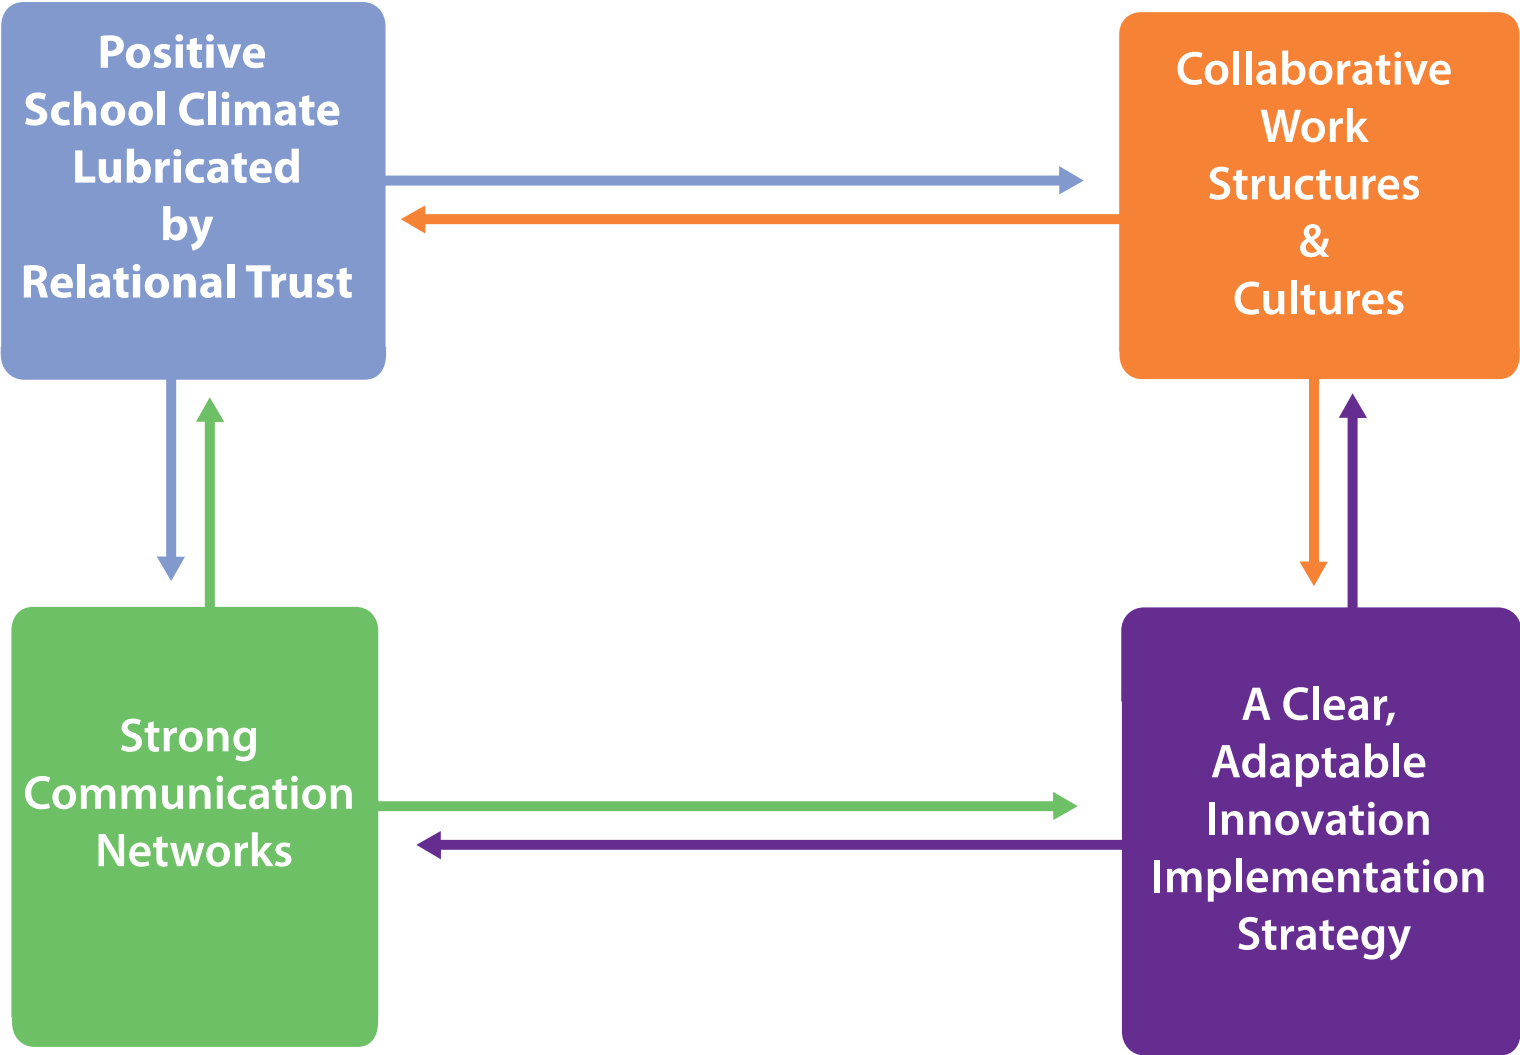 Positive
School Climate
Lubricated
by
Relational Trust
Collaborative
Work
Structures
&
Cultures
Strong
Communication
Networks
A Clear,
Adaptable
Innovation
Implementation
Strategy